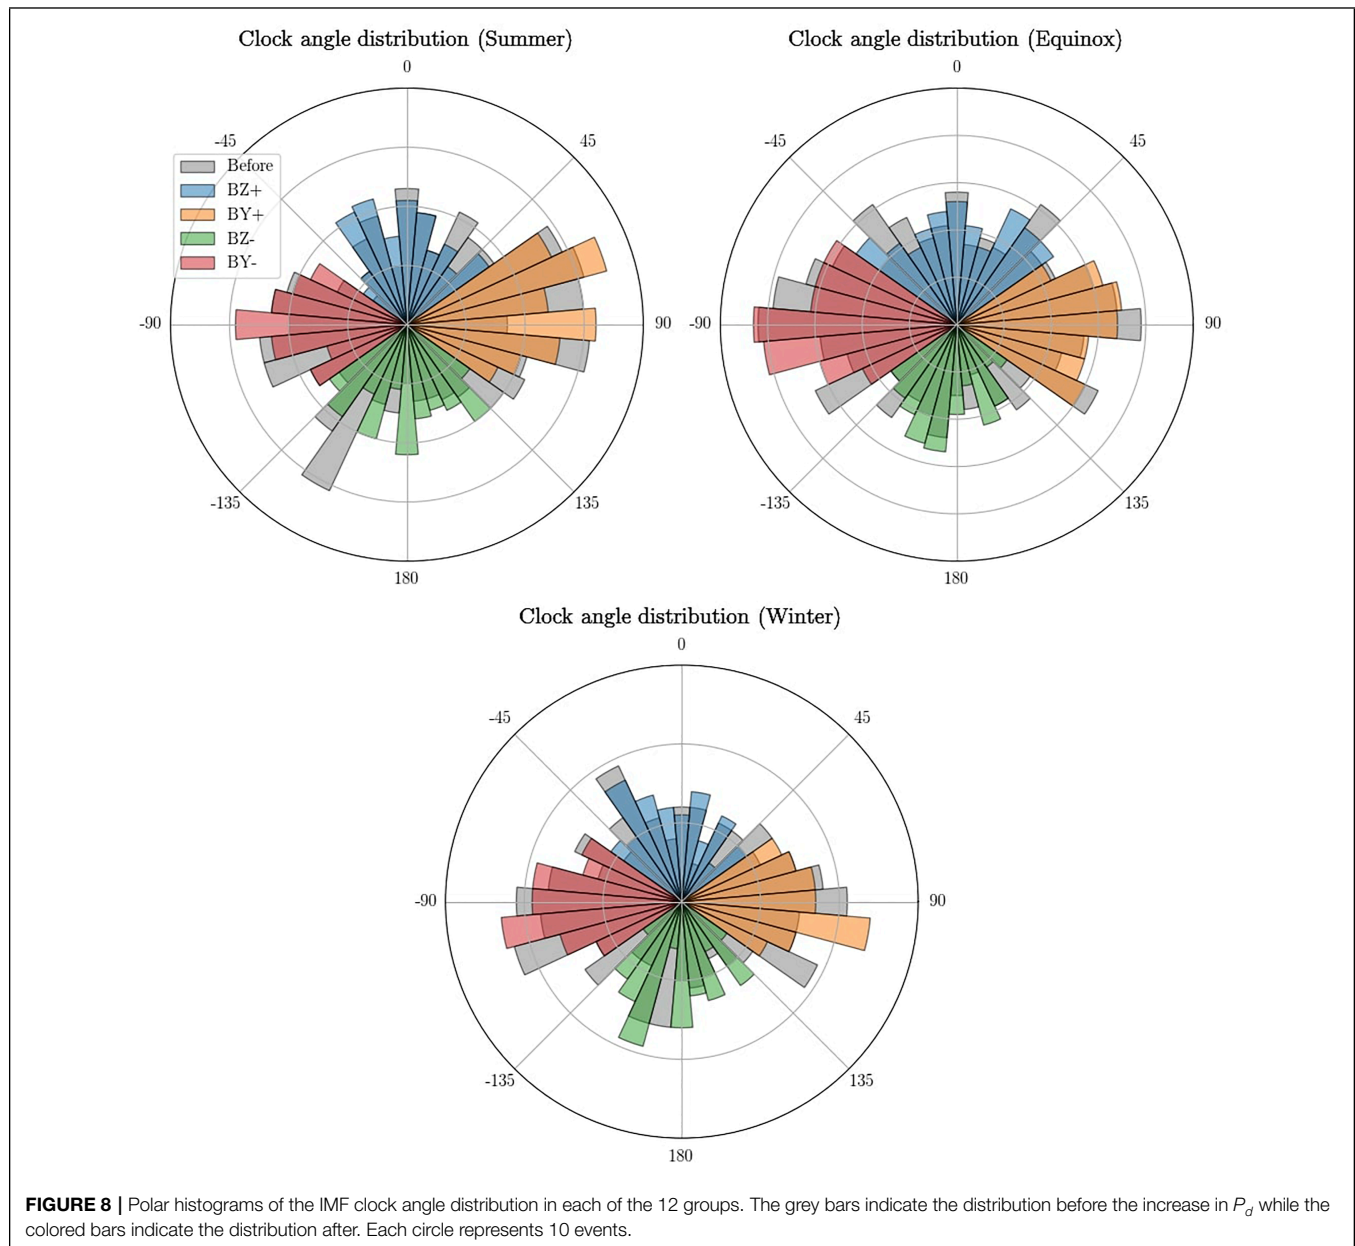 Clock angle distribution (Summer)
0
-45
45
Before
BZ+
BY+
BZ-
BY-
-90
90
-135
135
180
Clock angle distribution (Equinox)
0
-45
45
-90
90
-135
135
180
Clock angle distribution (Winter)
0
-45
45
-90
90
-135
135
180
FIGURE 8 | Polar histograms of the IMF clock angle distribution in each of the 12 groups. The grey bars indicate the distribution before the increase in P_d while the
colored bars indicate the distribution after. Each circle represents 10 events.